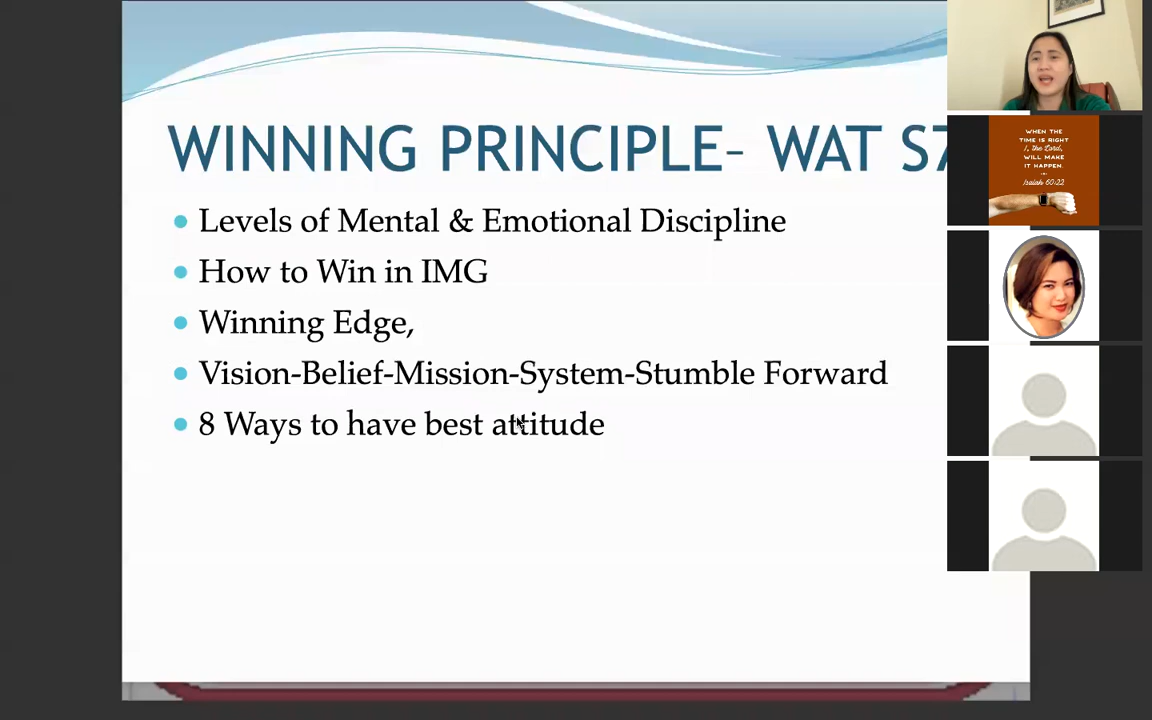 WINNING PRINCIPLE- WAT S7
• Levels of Mental & Emotional Discipline
• How to Win in IMG
• Winning Edge,
• Vision-Belief-Mission-System-Stumble Forward
• 8 Ways to have best attitude
WHEN THE
TIME IS RIGHT
I, the Lord,
WILL MAKE
IT HAPPEN.
Isaiah 60:22